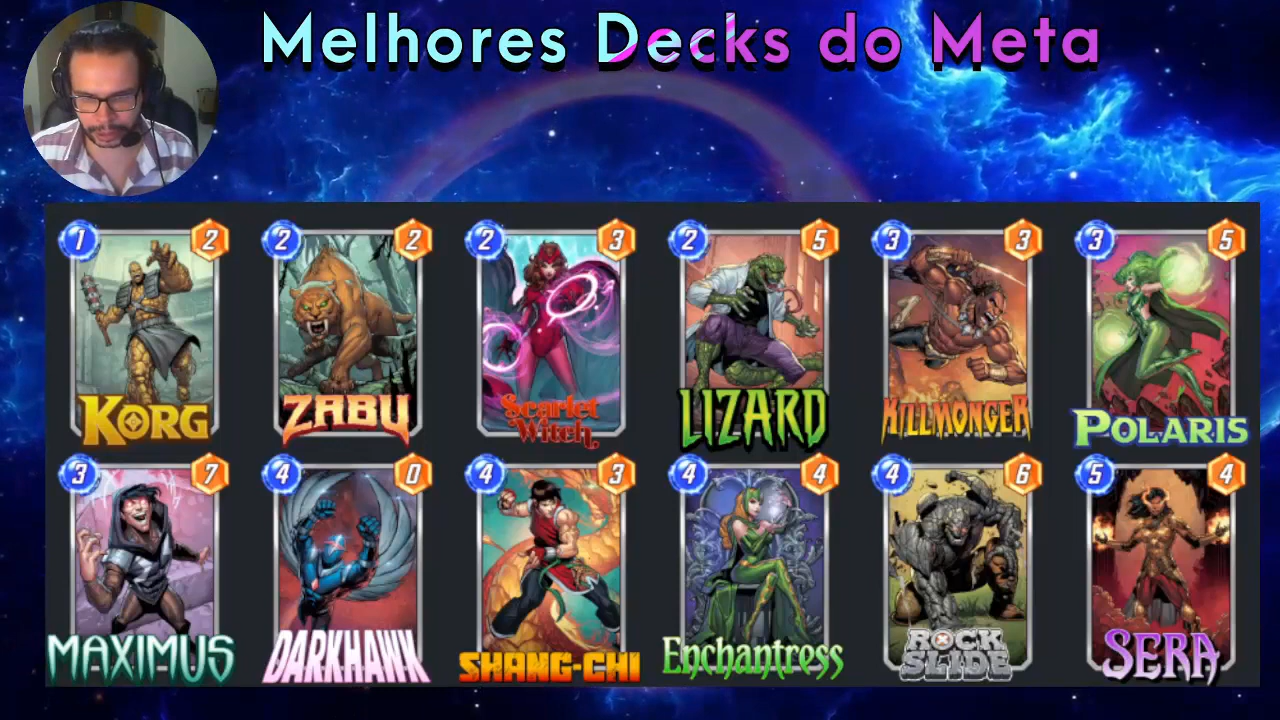 Melhores Decks do Meta
1 2 2 2 2 3 2 5 3 3 3 5
KORG ZABU Scarlet Witch LIZARD KILLMONGER POLARIS
3 7 4 0 4 3 4 4 4 6 5 4
MAXIMUS DARKHAWK SHANG-CHI Enchantress ROCK SLIDE SERA